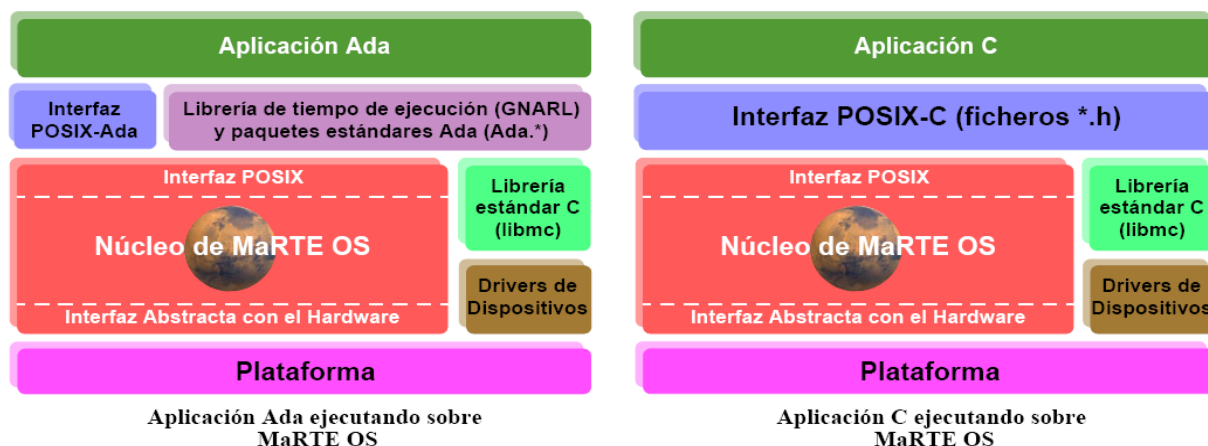 Aplicación Ada
Interfaz
POSIX-Ada
Librería de tiempo de ejecución (GNARL)
y paquetes estándares Ada (Ada.*)
Interfaz POSIX
Núcleo de MaRTE OS
Interfaz Abstracta con el Hardware
Librería
estándar C
(libmc)
Drivers de
Dispositivos
Plataforma
Aplicación Ada ejecutando sobre
MaRTE OS
Aplicación C
Interfaz POSIX-C (ficheros *.h)
Interfaz POSIX
Núcleo de MaRTE OS
Interfaz Abstracta con el Hardware
Librería
estándar C
(libmc)
Drivers de
Dispositivos
Plataforma
Aplicación C ejecutando sobre
MaRTE OS